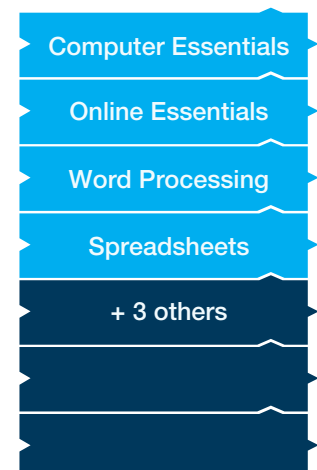 Computer Essentials
Online Essentials
Word Processing
Spreadsheets
+ 3 others